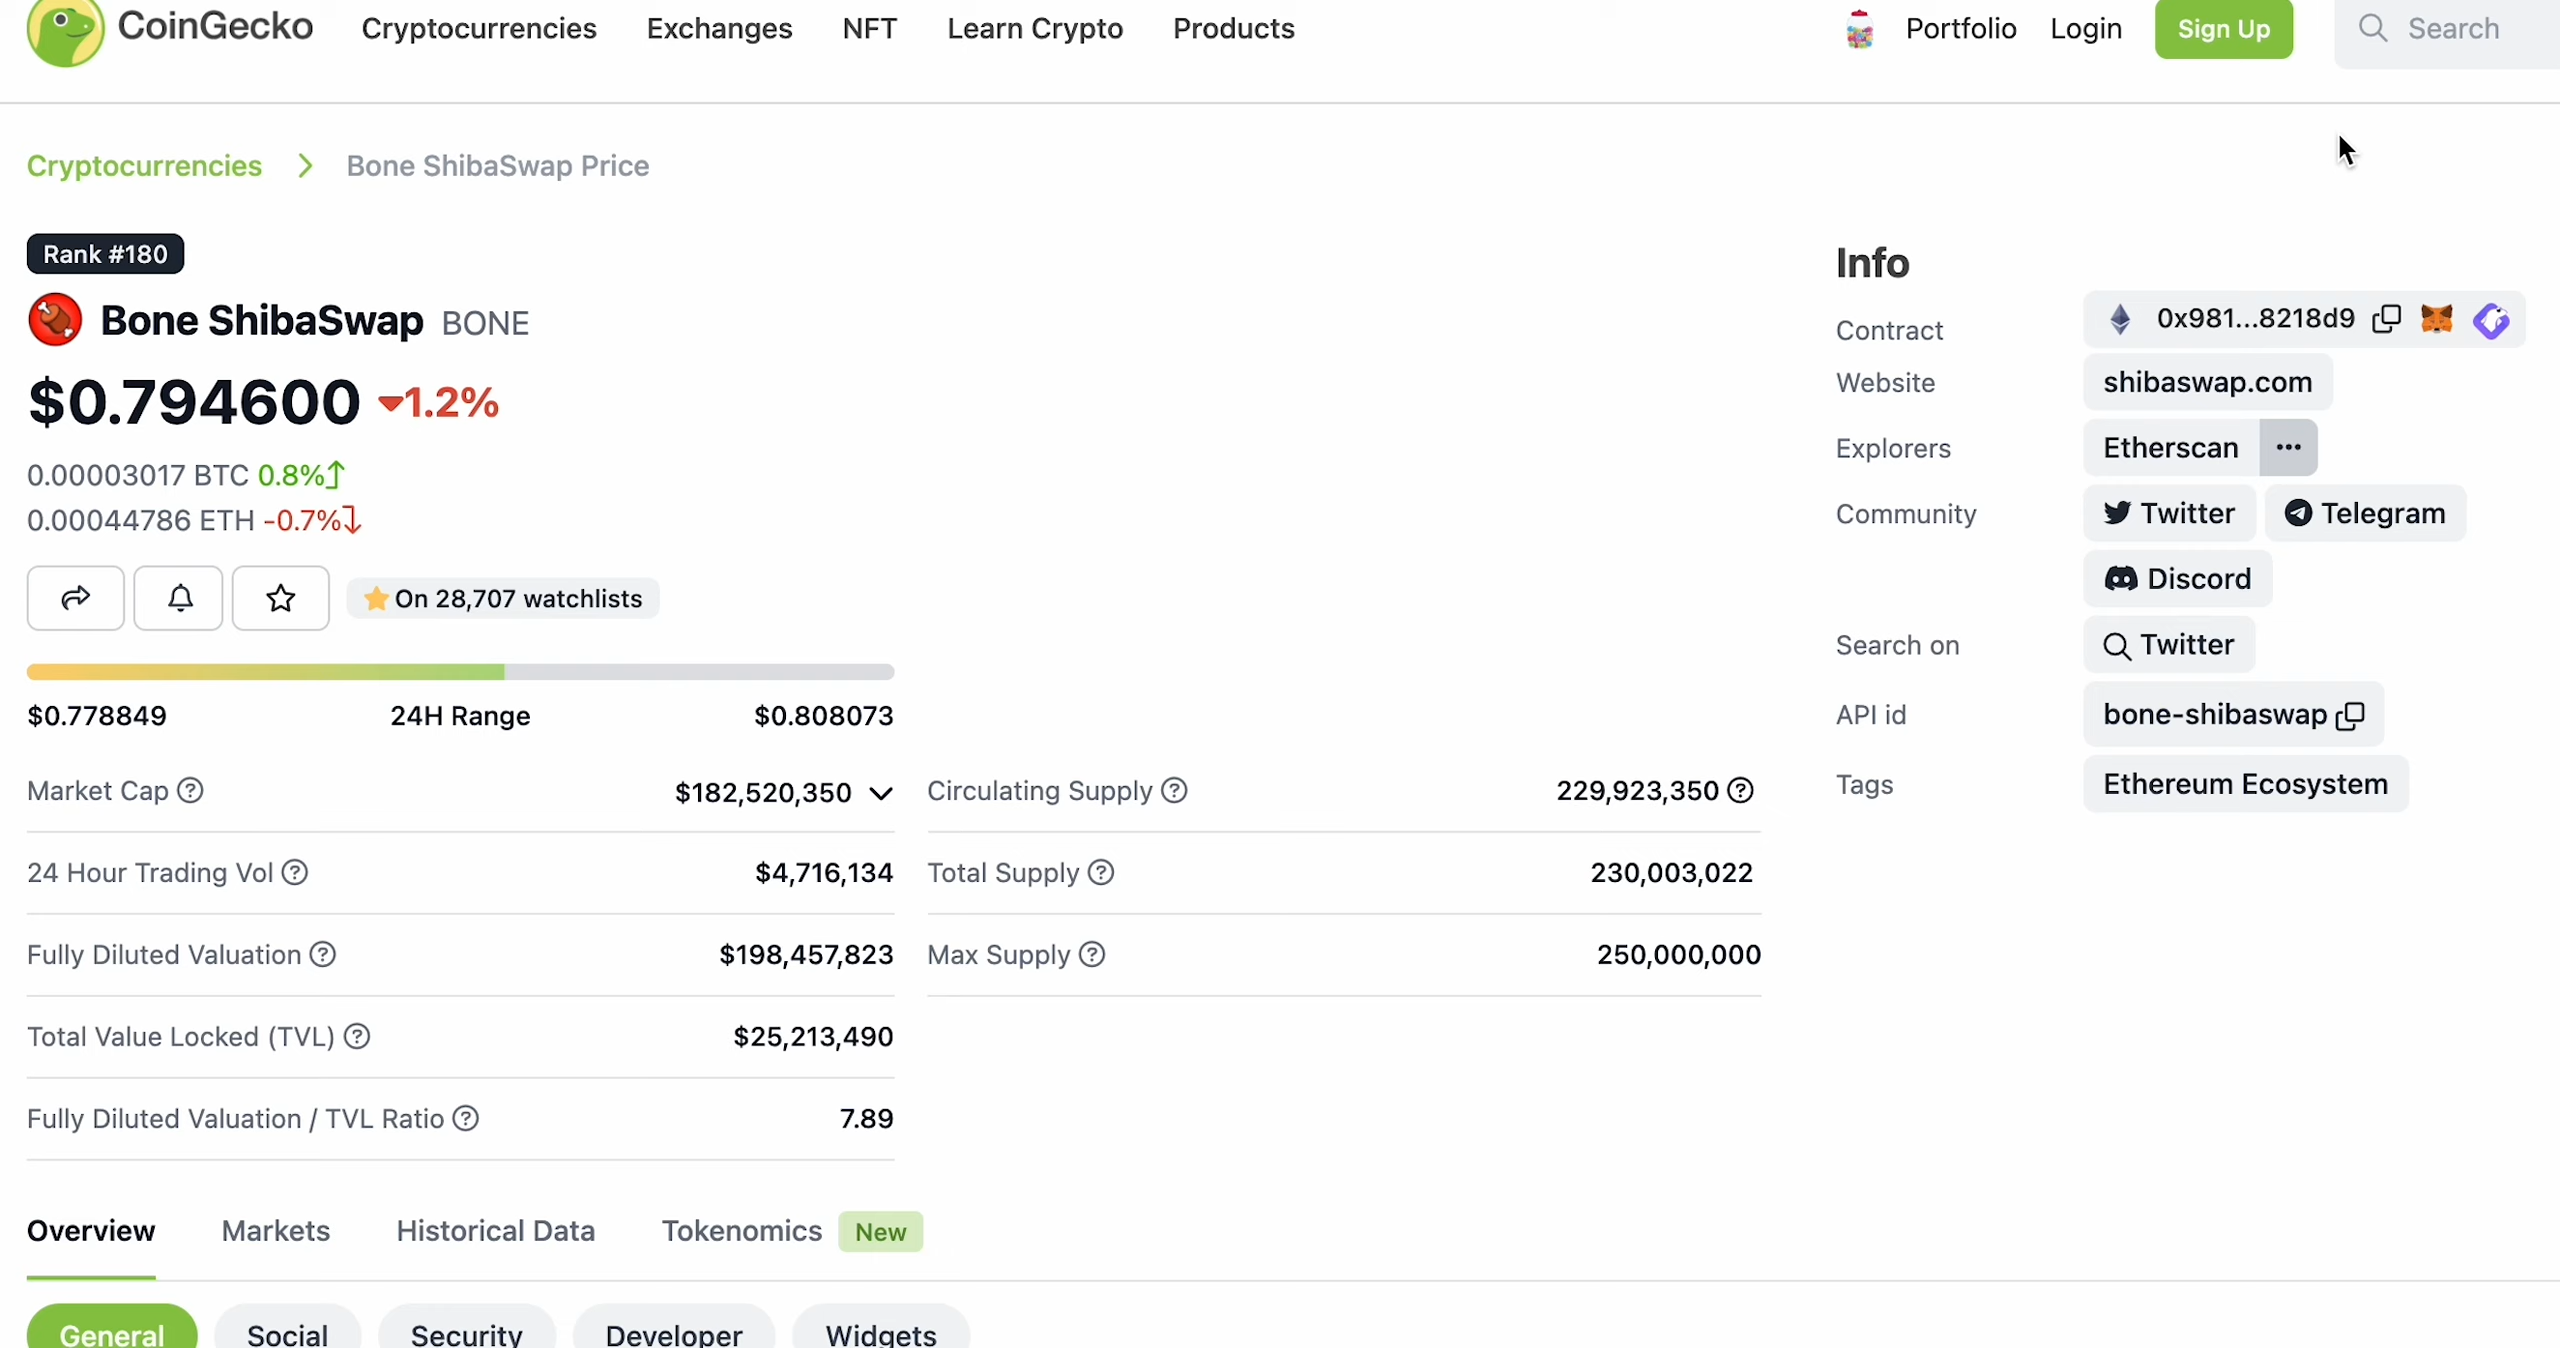 CoinGecko Cryptocurrencies Exchanges NFT Learn Crypto Products Portfolio Login Sign Up Search
Cryptocurrencies Bone ShibaSwap Price
Rank #180
Bone ShibaSwap BONE
$0.794600 1.2%
0.00003017 BTC 0.8%
0.00044786 ETH -0.7%
On 28,707 watchlists
$0.778849 24H Range $0.808073
Market Cap $182,520,350
24 Hour Trading Vol $4,716,134
Fully Diluted Valuation $198,457,823
Total Value Locked (TVL) $25,213,490
Fully Diluted Valuation / TVL Ratio 7.89
Circulating Supply 229,923,350
Total Supply 230,003,022
Max Supply 250,000,000
Info
Contract 0x981...8218d9
Website shibaswap.com
Explorers Etherscan ...
Community Twitter Telegram
Discord
Search on Twitter
API id bone-shibaswap
Tags Ethereum Ecosystem
Overview Markets Historical Data Tokenomics New
General Social Security Developer Widgets